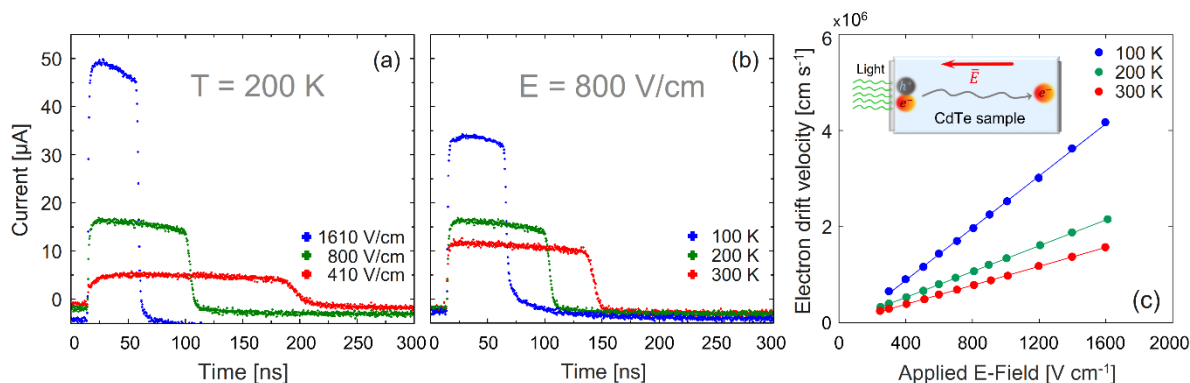 (a)
T = 200 K
Current [µA]
50
40
30
20
10
0
1610 V/cm
800 V/cm
410 V/cm
0 50 100 150 200 250 300
Time [ns]
(b)
E = 800 V/cm
100 K
200 K
300 K
0 50 100 150 200 250 300
Time [ns]
×10⁶
Electron drift velocity [cm s⁻¹]
6
4
2
0
100 K
200 K
300 K
Light
E̅
h⁺
e⁻
e⁻
CdTe sample
(c)
0 400 800 1200 1600 2000
Applied E-Field [V cm⁻¹]